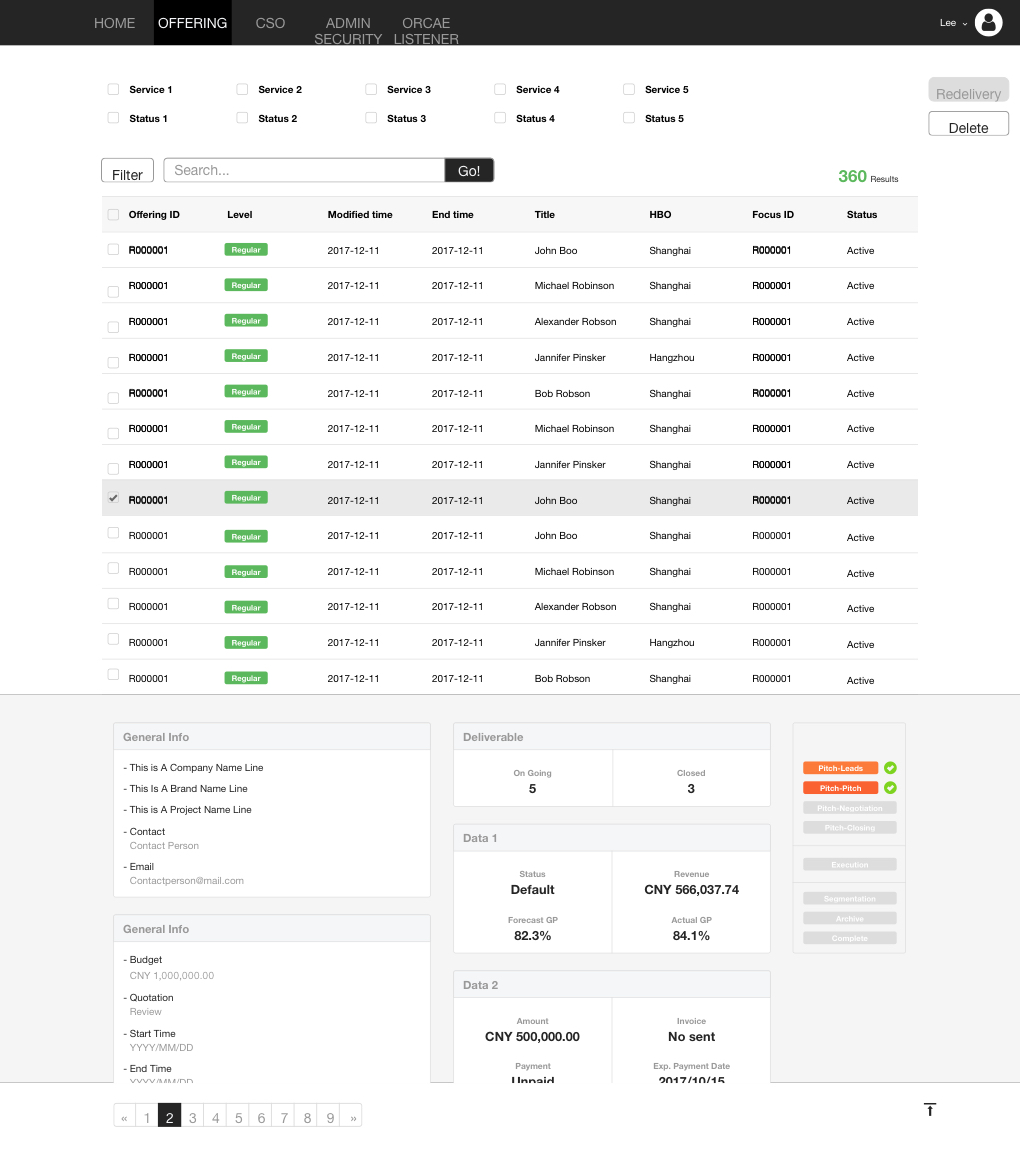 HOME OFFERING CSO ADMIN SECURITY ORCAE LISTENER Lee
Service 1 Service 2 Service 3 Service 4 Service 5
Redelivery
Status 1 Status 2 Status 3 Status 4 Status 5
Delete
Filter Search... Go!
360 Results
Offering ID Level Modified time End time Title HBO Focus ID Status
R000001 Regular 2017-12-11 2017-12-11 John Boo Shanghai R000001 Active
R000001 Regular 2017-12-11 2017-12-11 Michael Robinson Shanghai R000001 Active
R000001 Regular 2017-12-11 2017-12-11 Alexander Robson Shanghai R000001 Active
R000001 Regular 2017-12-11 2017-12-11 Jannifer Pinsker Hangzhou R000001 Active
R000001 Regular 2017-12-11 2017-12-11 Bob Robson Shanghai R000001 Active
R000001 Regular 2017-12-11 2017-12-11 Michael Robinson Shanghai R000001 Active
R000001 Regular 2017-12-11 2017-12-11 Jannifer Pinsker Shanghai R000001 Active
R000001 Regular 2017-12-11 2017-12-11 John Boo Shanghai R000001 Active
R000001 Regular 2017-12-11 2017-12-11 John Boo Shanghai R000001 Active
R000001 Regular 2017-12-11 2017-12-11 Michael Robinson Shanghai R000001 Active
R000001 Regular 2017-12-11 2017-12-11 Alexander Robson Shanghai R000001 Active
R000001 Regular 2017-12-11 2017-12-11 Jannifer Pinsker Hangzhou R000001 Active
R000001 Regular 2017-12-11 2017-12-11 Bob Robson Shanghai R000001 Active
General Info
- This is A Company Name Line
- This Is A Brand Name Line
- This is A Project Name Line
- Contact
Contact Person
- Email
Contactperson@mail.com
General Info
- Budget
CNY 1,000,000.00
- Quotation
Review
- Start Time
YYYY/MM/DD
- End Time
YYYY/MM/DD
Deliverable
On Going Closed
5 3
Data 1
Status Revenue
Default CNY 566,037.74
Forecast GP Actual GP
82.3% 84.1%
Data 2
Amount Invoice
CNY 500,000.00 No sent
Payment Exp. Payment Date
Unpaid 2017/10/15
Pitch-Leads
Pitch-Pitch
Pitch-Negotiation
Pitch-Closing
Execution
Segmentation
Archive
Complete
« 1 2 3 4 5 6 7 8 9 »